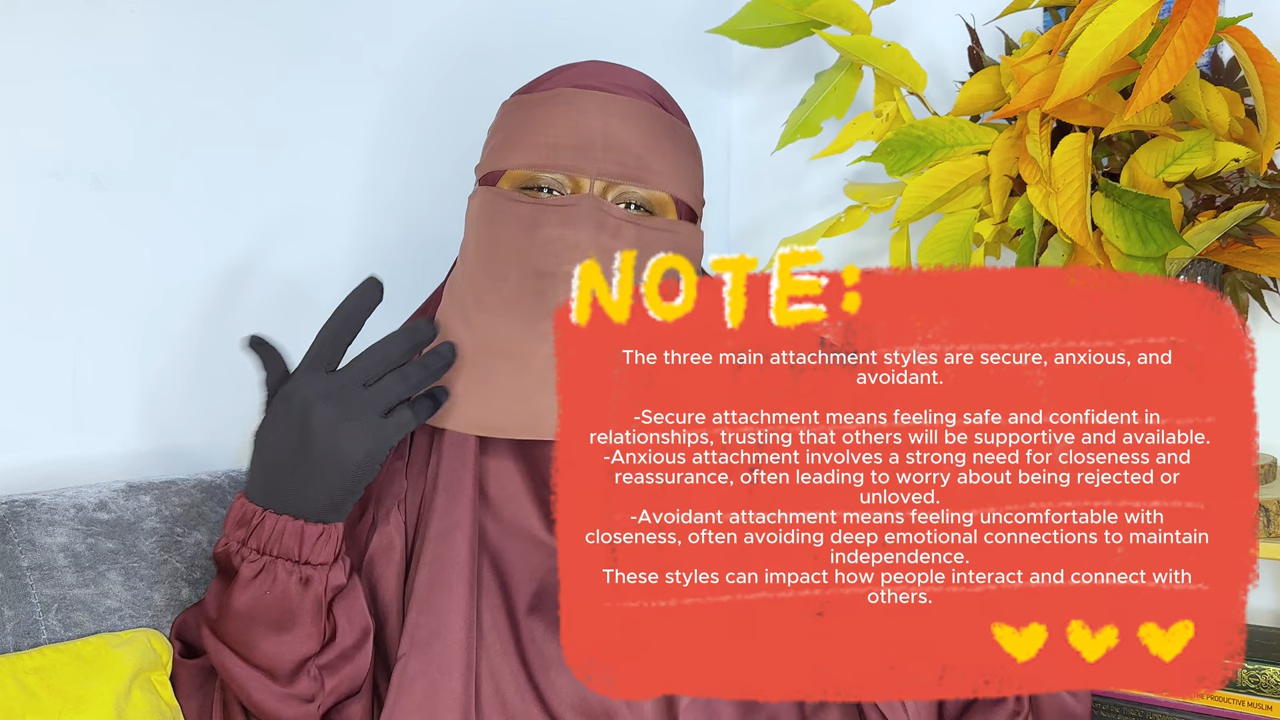 NOTE:
The three main attachment styles are secure, anxious, and
avoidant.
-Secure attachment means feeling safe and confident in
relationships, trusting that others will be supportive and available.
-Anxious attachment involves a strong need for closeness and
reassurance, often leading to worry about being rejected or
unloved.
-Avoidant attachment means feeling uncomfortable with
closeness, often avoiding deep emotional connections to maintain
independence.
These styles can impact how people interact and connect with
others.
THE PRODUCTIVE MUSLIM